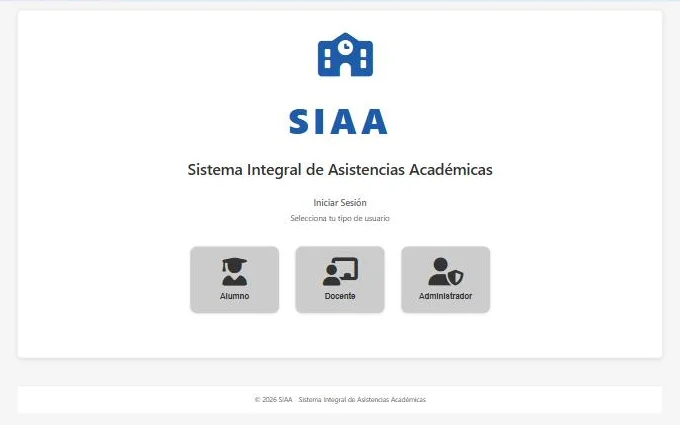 SIAA
Sistema Integral de Asistencias Académicas
Iniciar Sesión
Selecciona tu tipo de usuario
Alumno
Docente
Administrador
© 2026 SIAA · Sistema Integral de Asistencias Académicas